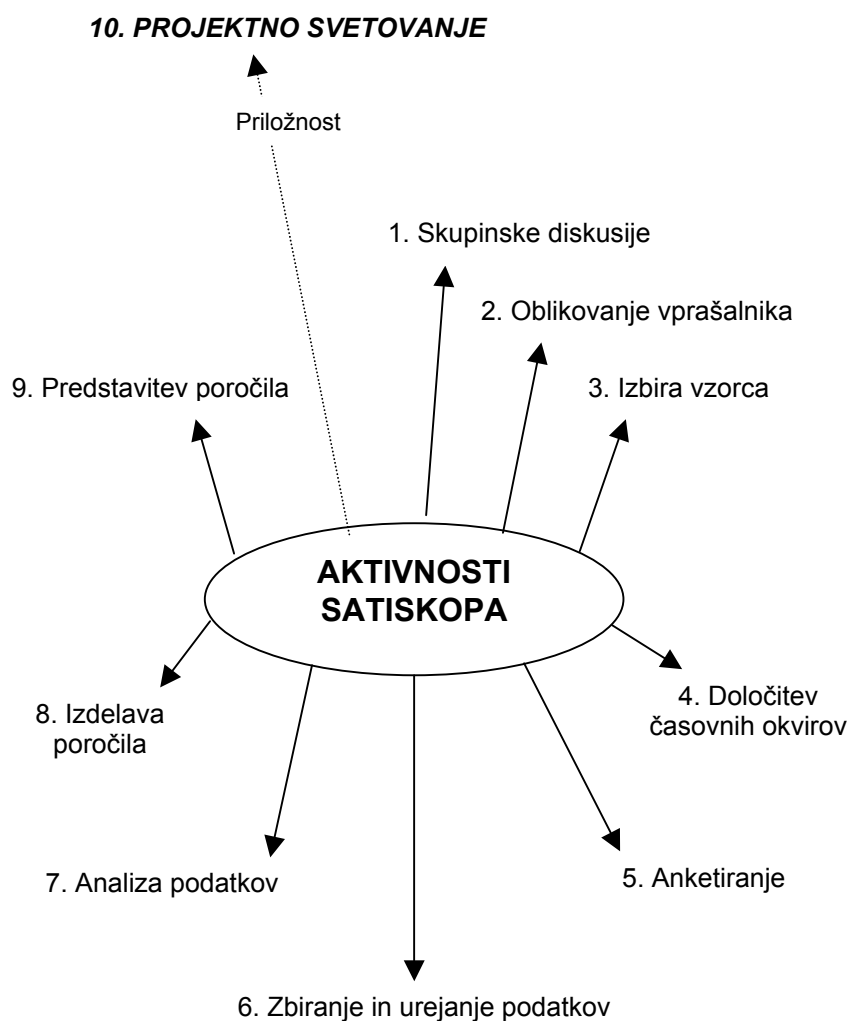 10. PROJEKTNO SVETOVANJE
Priložnost
1. Skupinske diskusije
2. Oblikovanje vprašalnika
9. Predstavitev poročila
3. Izbira vzorca
AKTIVNOSTI
SATISKOPA
4. Določitev
časovnih okvirov
8. Izdelava
poročila
5. Anketiranje
7. Analiza podatkov
6. Zbiranje in urejanje podatkov